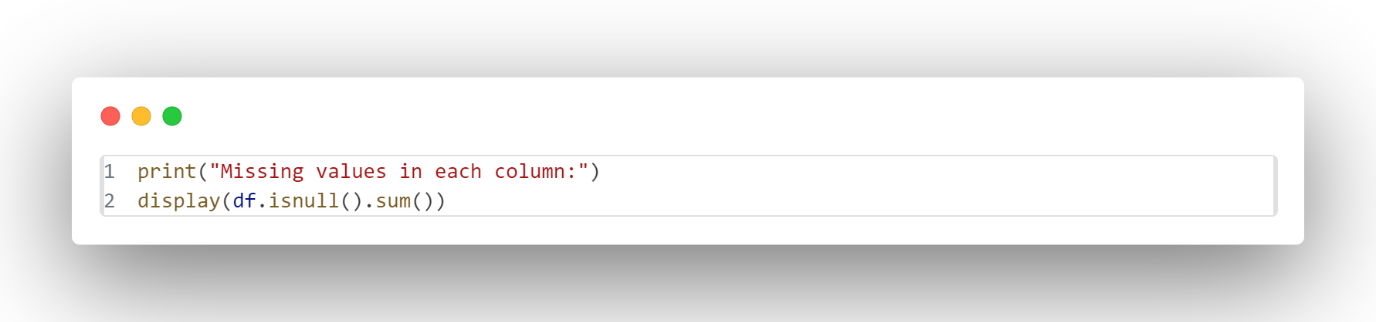 1 print("Missing values in each column:")
2 display(df.isnull().sum())